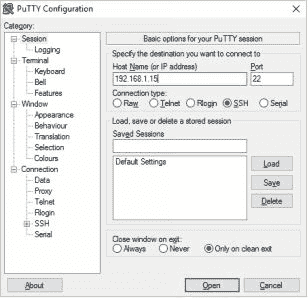 PuTTY Configuration
Category:
Session
Logging
Terminal
Keyboard
Bell
Features
Window
Appearance
Behaviour
Translation
Selection
Colours
Connection
Data
Proxy
Telnet
Rlogin
SSH
Serial
Basic options for your PuTTY session
Specify the destination you want to connect to
Host Name (or IP address) Port
192.168.1.15 22
Connection type:
Raw Telnet Rlogin SSH Serial
Load, save or delete a stored session
Saved Sessions
Default Settings
Load
Save
Delete
Close window on exit:
Always Never Only on clean exit
About Open Cancel